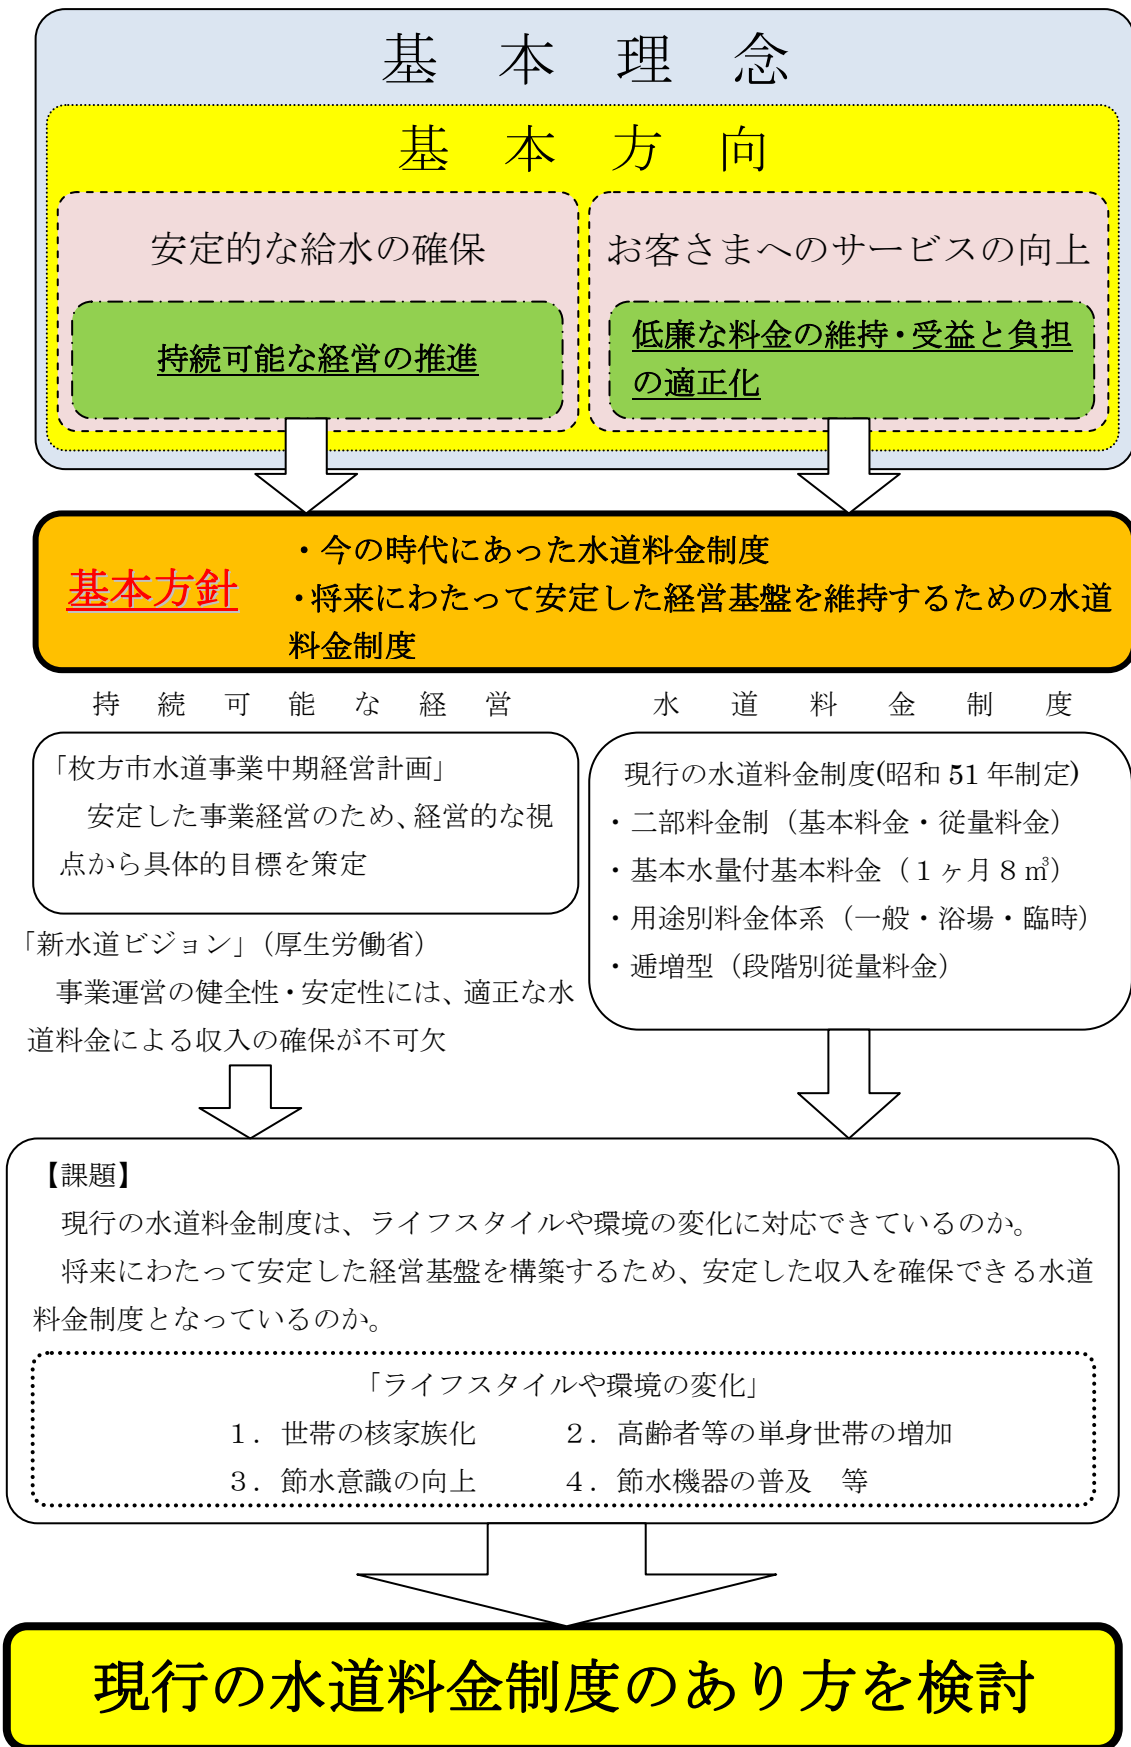 基本理念
基本方向
安定的な給水の確保
持続可能な経営の推進
お客さまへのサービスの向上
低廉な料金の維持・受益と負担
の適正化
基本方針
・今の時代にあった水道料金制度
・将来にわたって安定した経営基盤を維持するための水道
料金制度
持続可能な経営
「枚方市水道事業中期経営計画」
安定した事業経営のため、経営的な視
点から具体的目標を策定
「新水道ビジョン」(厚生労働省)
事業運営の健全性・安定性には、適正な水
道料金による収入の確保が不可欠
水道料金制度
現行の水道料金制度(昭和 51 年制定)
・二部料金制(基本料金・従量料金)
・基本水量付基本料金(1ヶ月8㎥)
・用途別料金体系(一般・浴場・臨時)
・逓増型(段階別従量料金)
【課題】
現行の水道料金制度は、ライフスタイルや環境の変化に対応できているのか。
将来にわたって安定した経営基盤を構築するため、安定した収入を確保できる水道
料金制度となっているのか。
「ライフスタイルや環境の変化」
1.世帯の核家族化 2.高齢者等の単身世帯の増加
3.節水意識の向上 4.節水機器の普及 等
現行の水道料金制度のあり方を検討